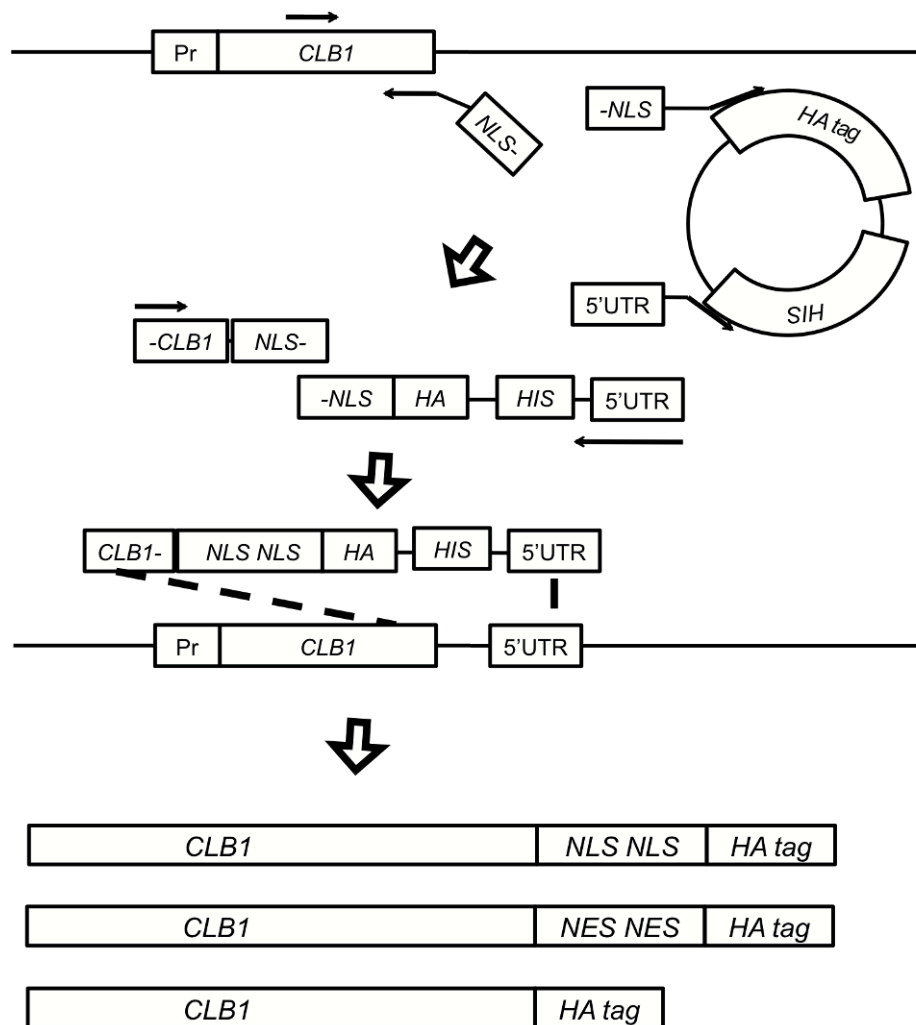 Pr CLB1
NLS-
-NLS
HA tag
5'UTR
HIS
-CLB1 NLS-
-NLS HA HIS 5'UTR
CLB1- NLS NLS HA HIS 5'UTR
Pr CLB1 5'UTR
CLB1 NLS NLS HA tag
CLB1 NES NES HA tag
CLB1 HA tag